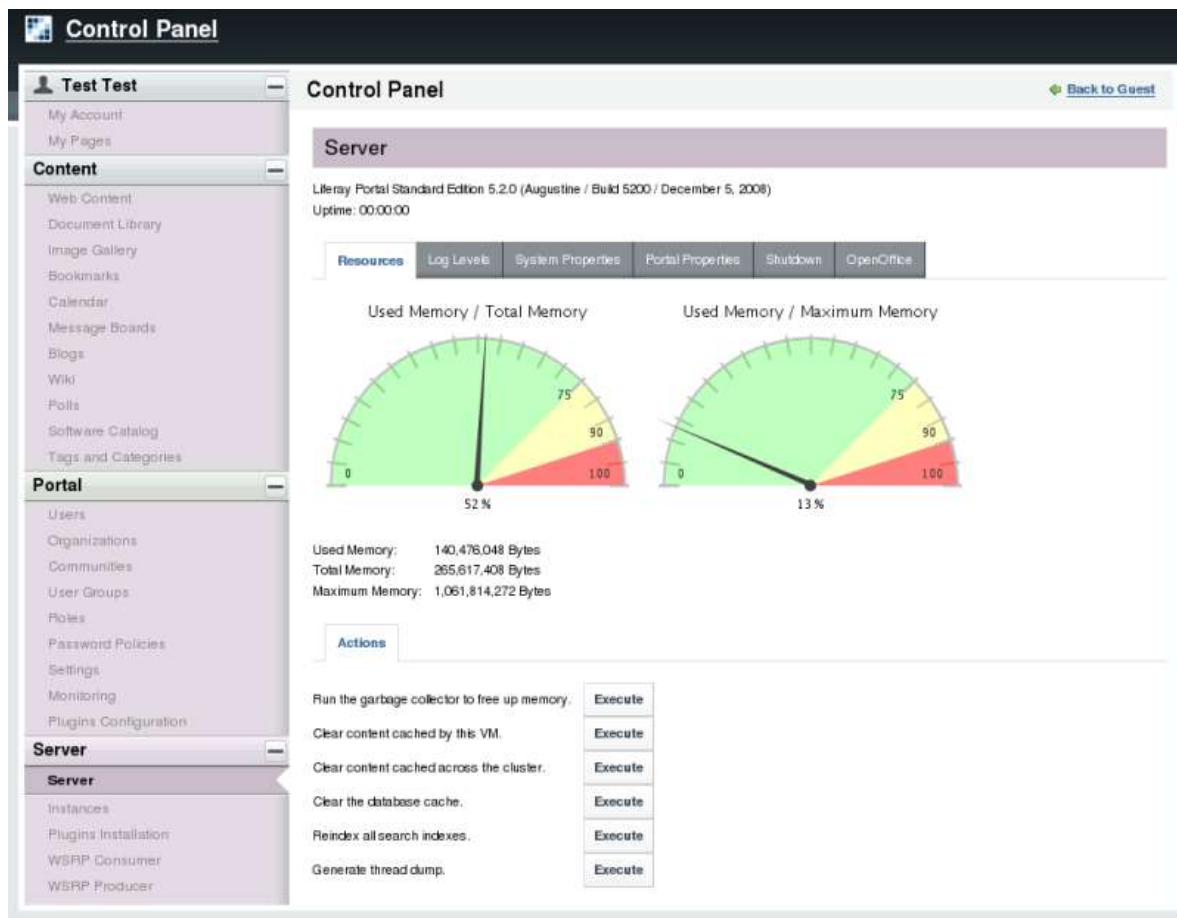 Control Panel
Test Test
My Account
My Pages
Content
Web Content
Document Library
Image Gallery
Bookmarks
Calendar
Message Boards
Blogs
Wiki
Polls
Software Catalog
Tags and Categories
Portal
Users
Organizations
Communities
User Groups
Roles
Password Policies
Settings
Monitoring
Plugins Configuration
Server
Server
Instances
Plugins Installation
WSRP Consumer
WSRP Producer
Control Panel
Back to Guest
Server
Liferay Portal Standard Edition 5.2.0 (Augustine / Build 5200 / December 5, 2008)
Uptime: 00:00:00
Resources Log Levels System Properties Portal Properties Shutdown OpenOffice
Used Memory / Total Memory
0 75 90 100
52 %
Used Memory / Maximum Memory
0 75 90 100
13 %
Used Memory: 140,476,048 Bytes
Total Memory: 265,617,408 Bytes
Maximum Memory: 1,061,814,272 Bytes
Actions
Run the garbage collector to free up memory. Execute
Clear content cached by this VM. Execute
Clear content cached across the cluster. Execute
Clear the database cache. Execute
Reindex all search indexes. Execute
Generate thread dump. Execute